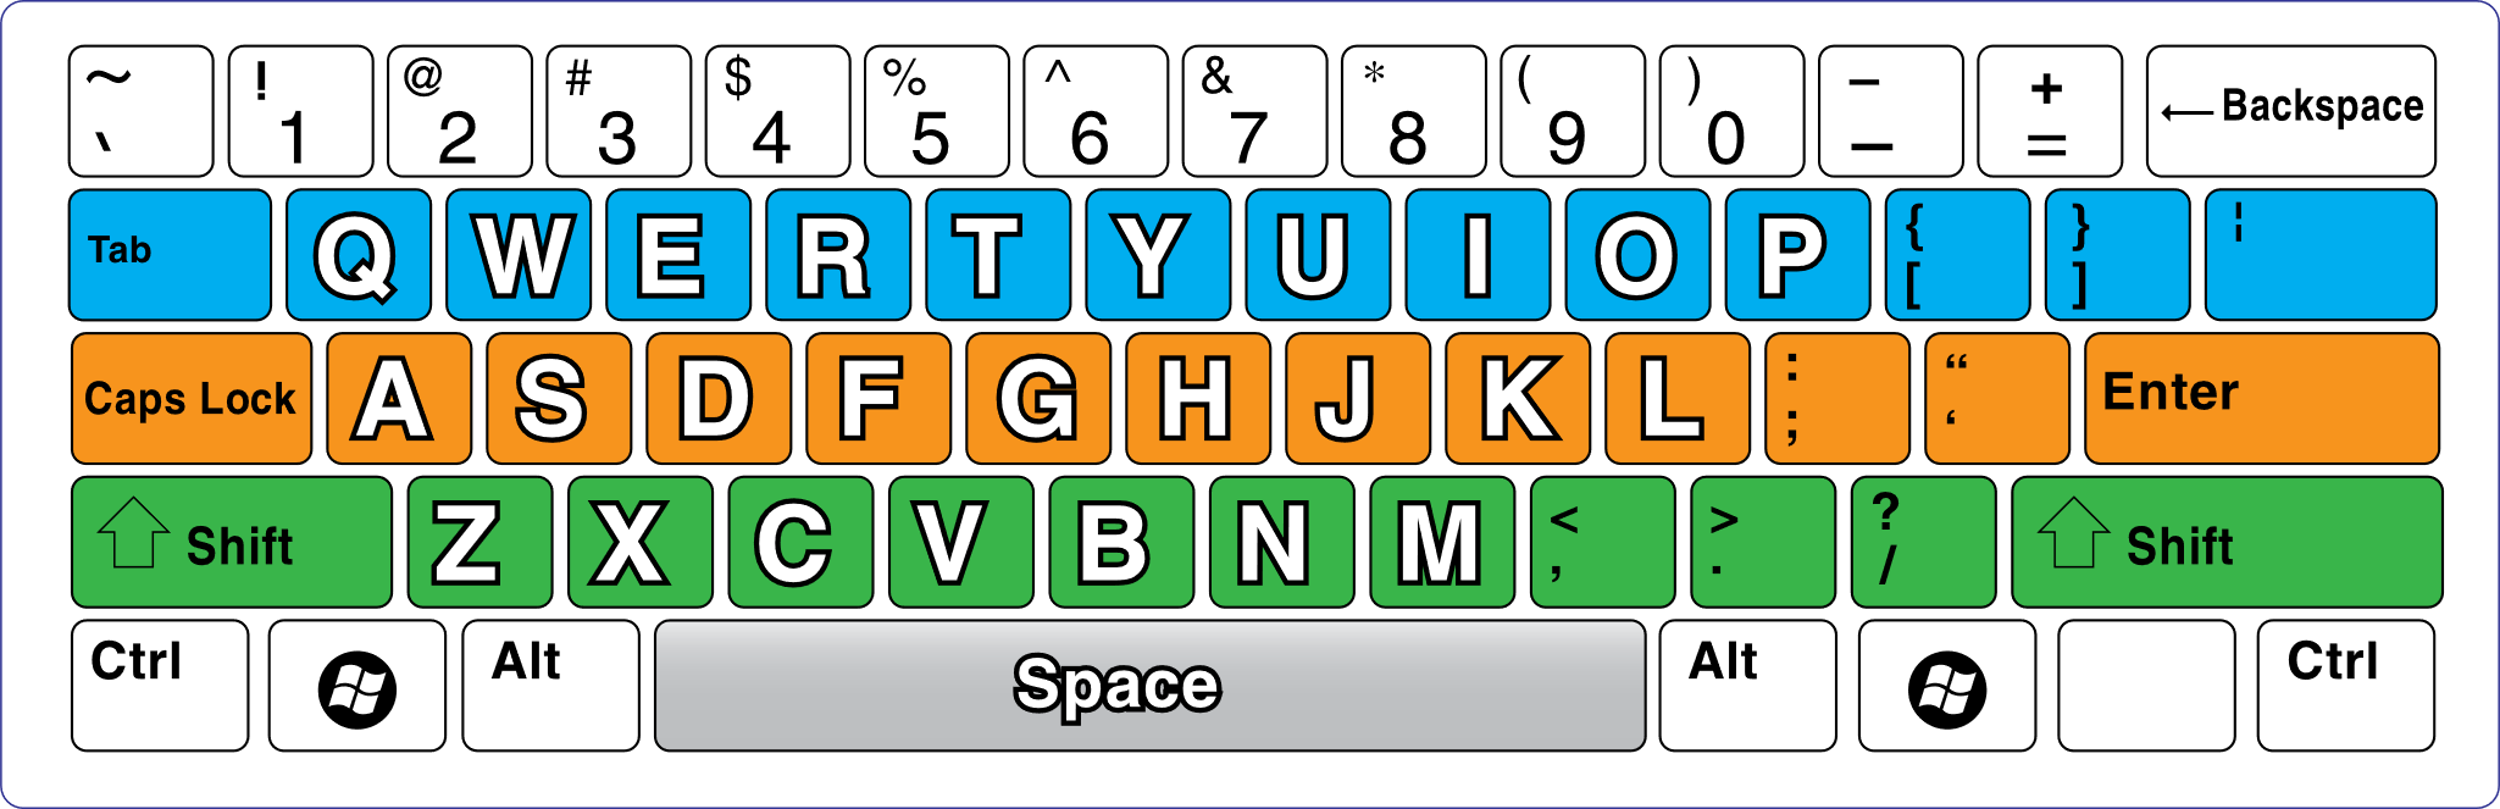 ~ ! @ # $ % ^ & * ( ) – +
` 1 2 3 4 5 6 7 8 9 0 – = ←Backspace
Tab Q W E R T Y U I O P { [ } ] ¦
Caps Lock A S D F G H J K L : ; “ ‘ Enter
Shift Z X C V B N M < , > . ? / Shift
Ctrl Alt Space Alt Ctrl